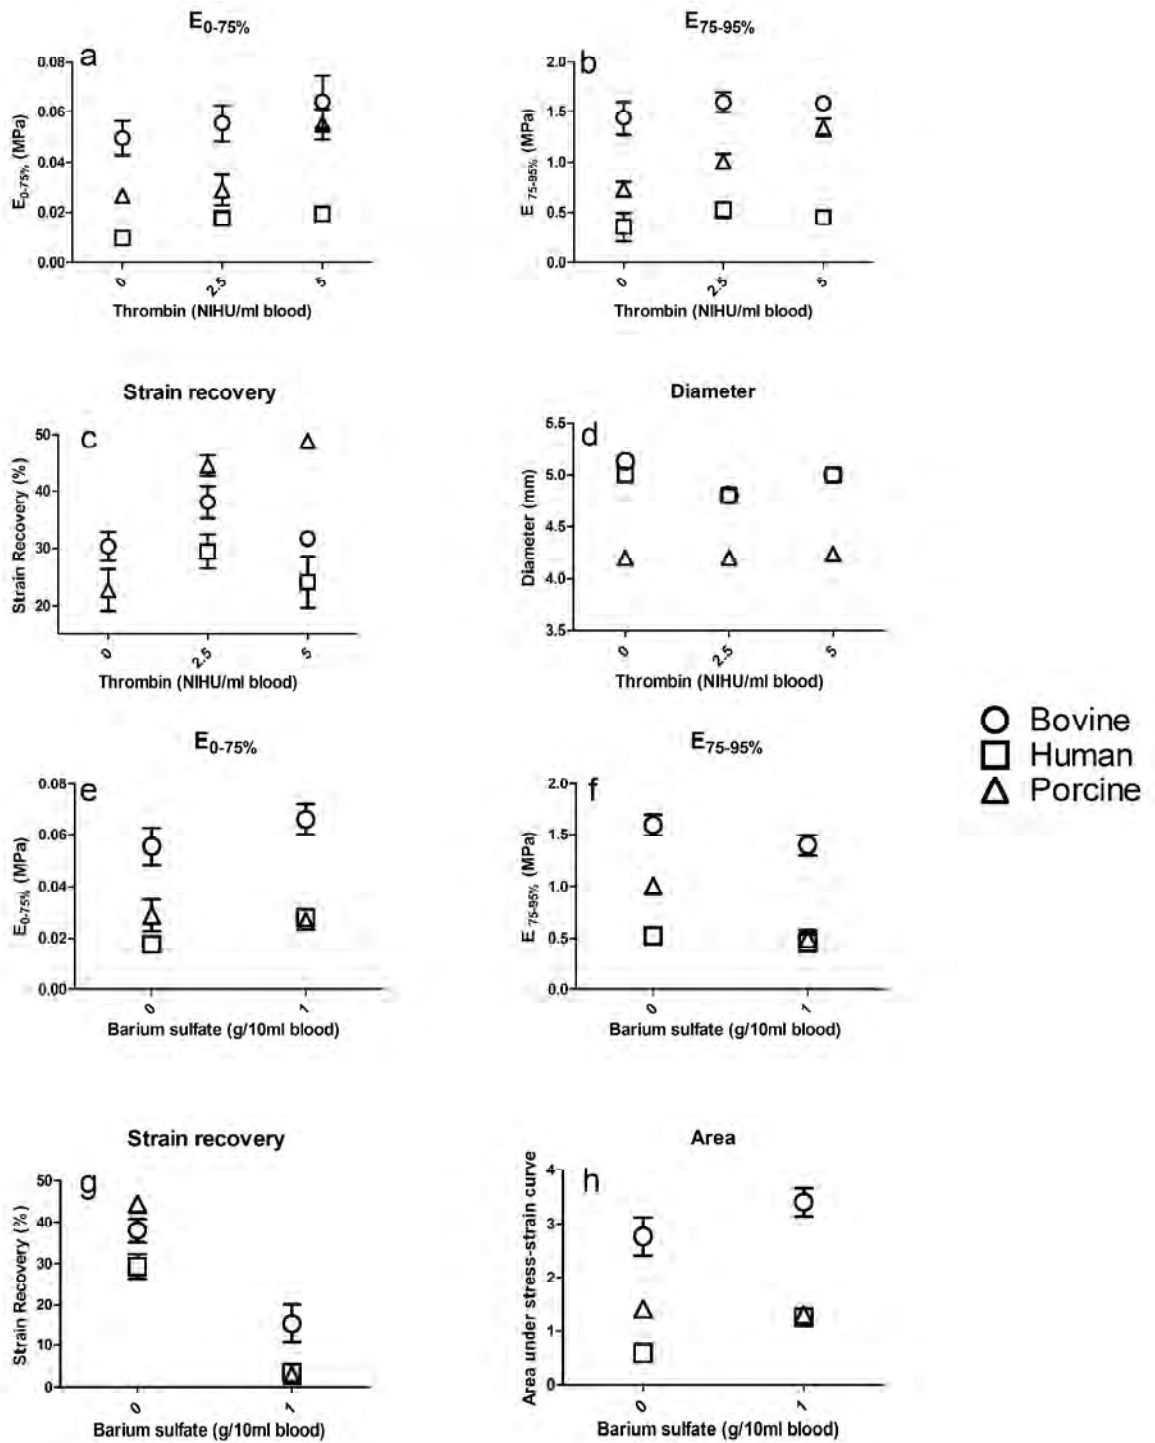 E0-75%
a
0.08
0.06
0.04
0.02
0.00
E0-75% (MPa)
0
2.5
5
Thrombin (NIHU/ml blood)
E75-95%
b
2.0
1.5
1.0
0.5
0.0
E 75-95% (MPa)
0
2.5
5
Thrombin (NIHU/ml blood)
Strain recovery
c
50
40
30
20
Strain Recovery (%)
0
2.5
5
Thrombin (NIHU/ml blood)
Diameter
d
5.5
5.0
4.5
4.0
3.5
Diameter (mm)
0
2.5
5
Thrombin (NIHU/ml blood)
Bovine
Human
Porcine
E0-75%
e
0.08
0.06
0.04
0.02
0.00
E0-75% (MPa)
0
1
Barium sulfate (g/10ml blood)
E75-95%
f
2.0
1.5
1.0
0.5
0.0
E 75-95% (MPa)
0
1
Barium sulfate (g/10ml blood)
Strain recovery
g
50
40
30
20
10
0
Strain Recovery (%)
0
1
Barium sulfate (g/10ml blood)
Area
h
4
3
2
1
0
Area under stress-strain curve
0
1
Barium sulfate (g/10ml blood)